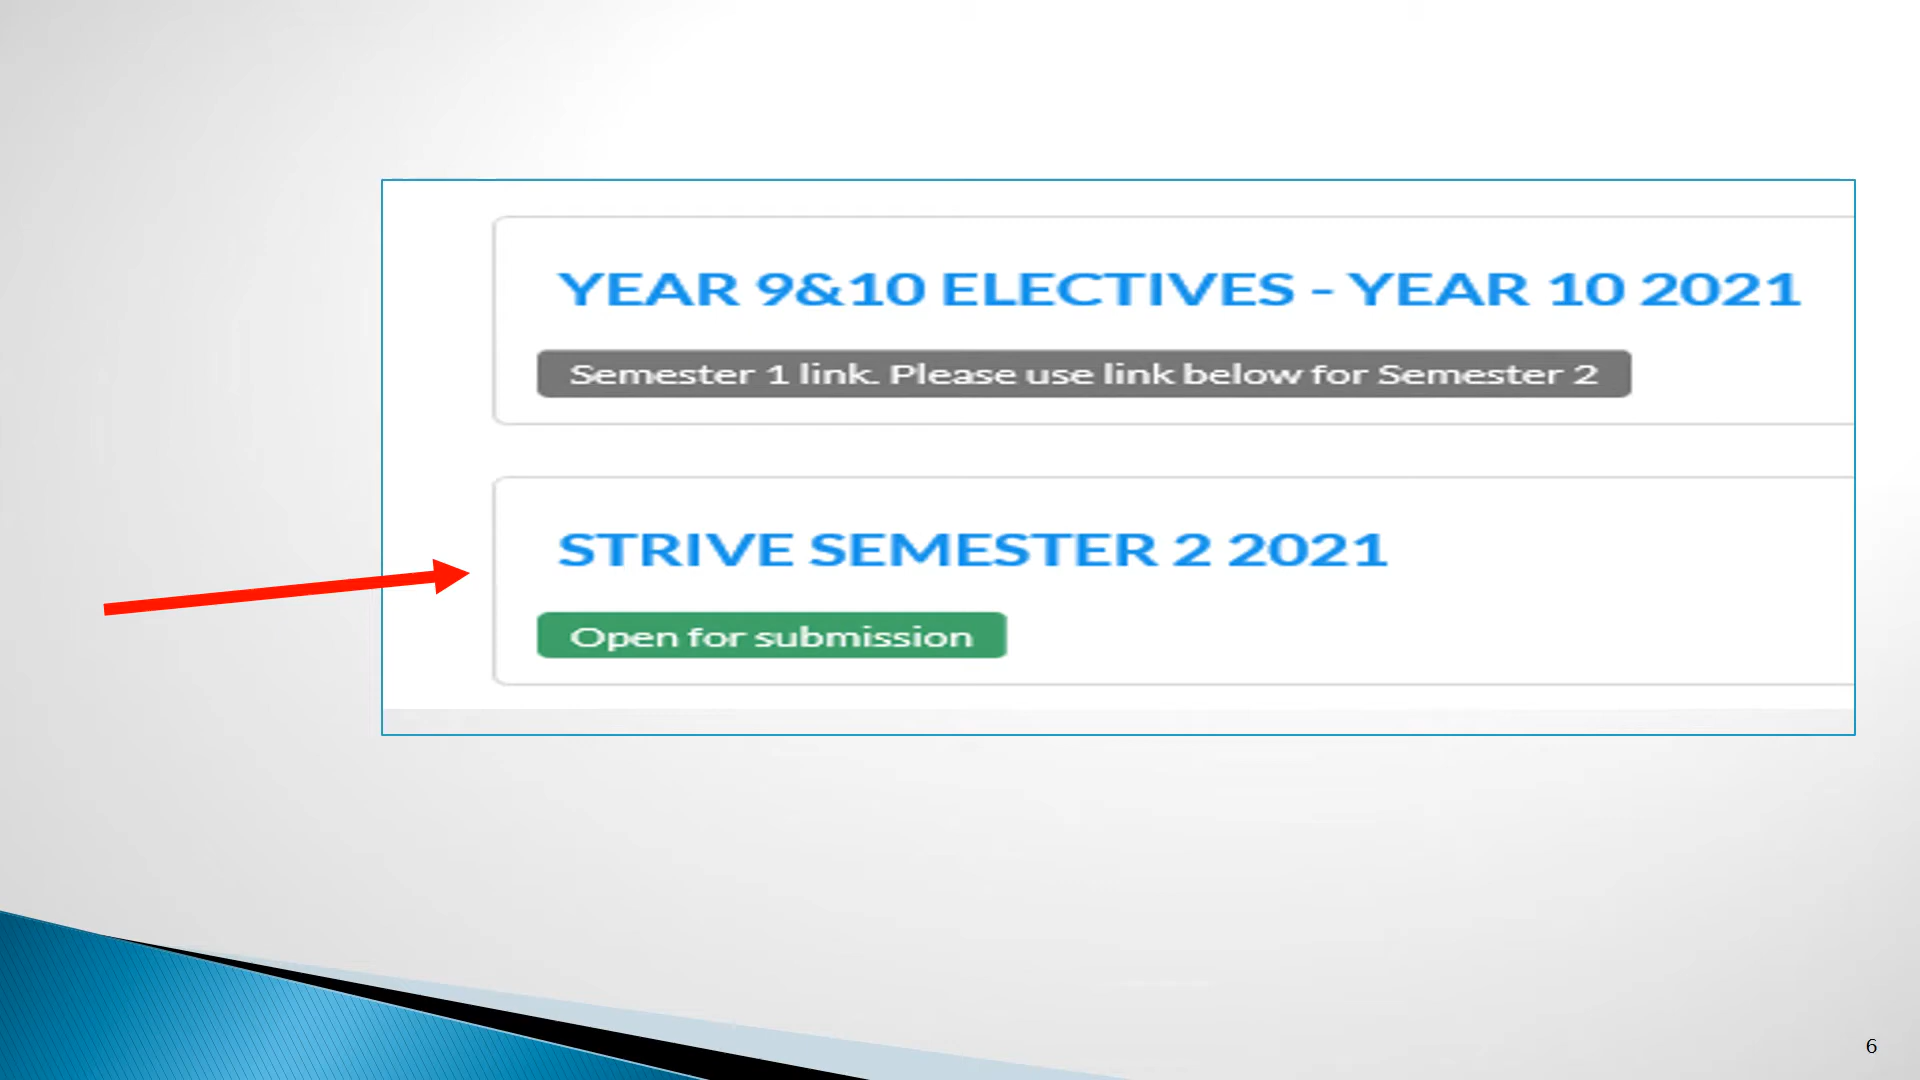 YEAR 9&10 ELECTIVES - YEAR 10 2021
Semester 1 link. Please use link below for Semester 2
STRIVE SEMESTER 2 2021
Open for submission
6